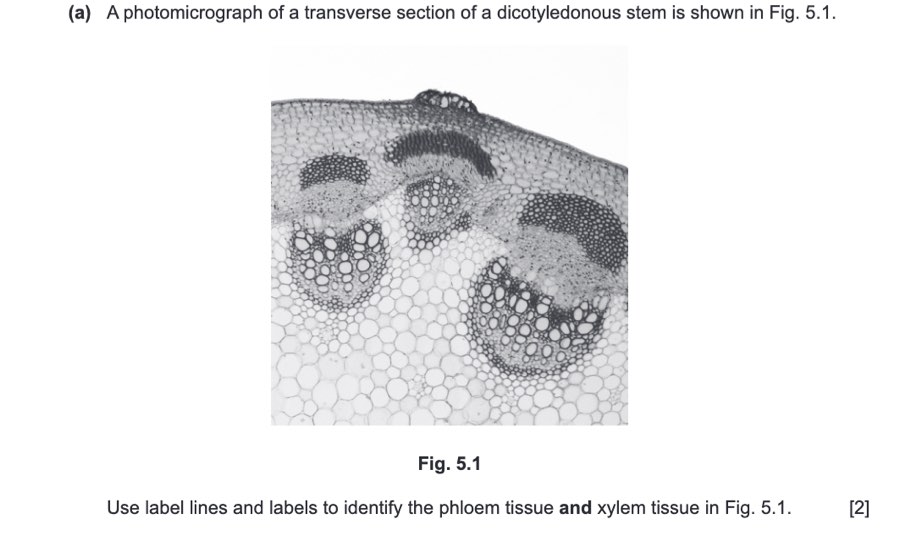 (a) A photomicrograph of a transverse section of a dicotyledonous stem is shown in Fig. 5.1.
Fig. 5.1
Use label lines and labels to identify the phloem tissue and xylem tissue in Fig. 5.1. [2]